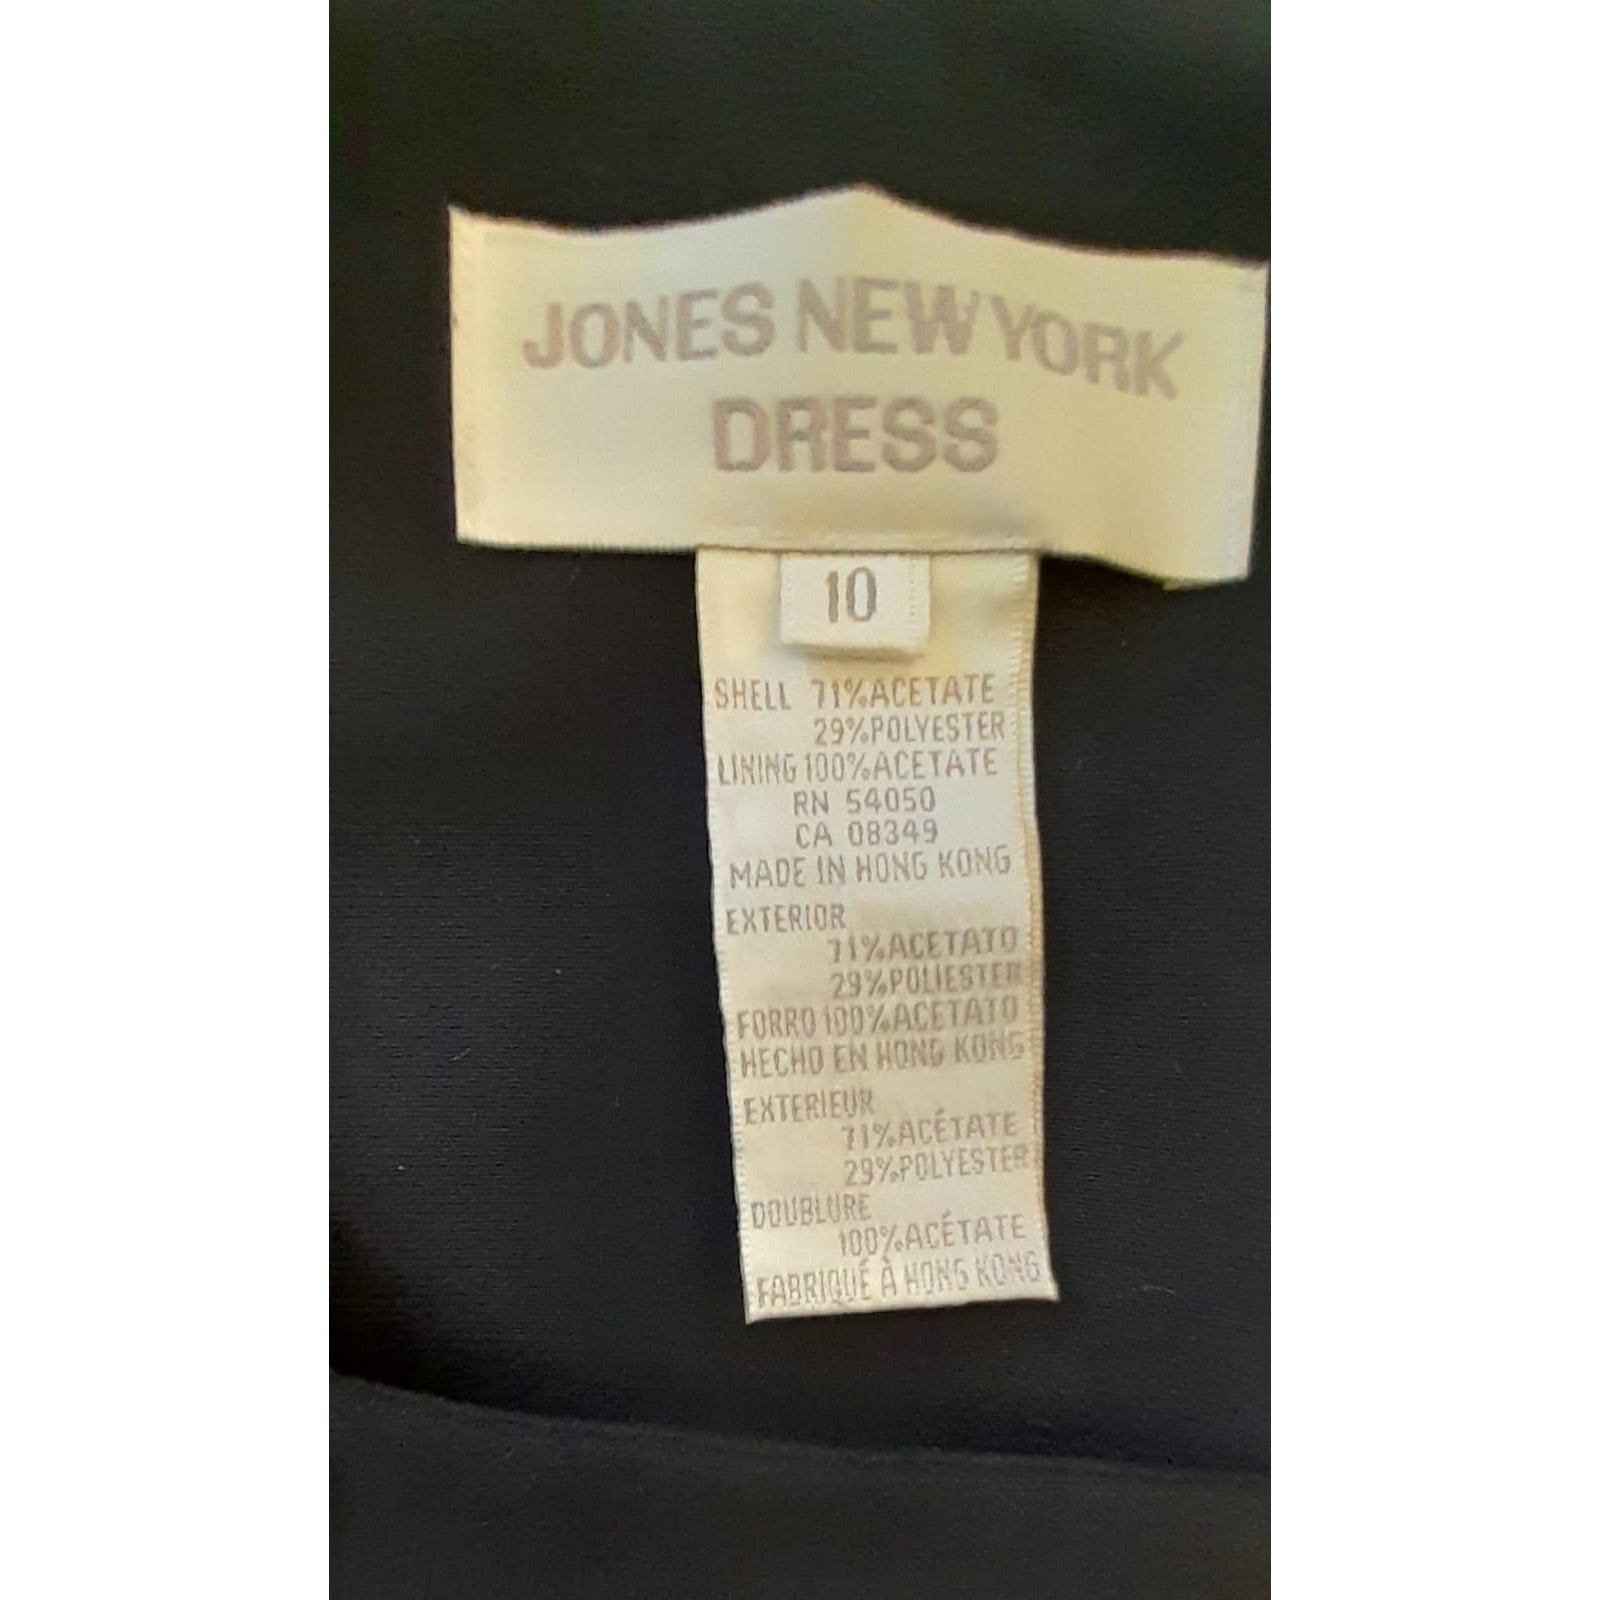 JONES NEW YORK
DRESS
10
SHELL 71%ACETATE
29%POLYESTER
LINING 100%ACETATE
RN 54050
CA 08349
MADE IN HONG KONG
EXTERIOR
71%ACETATO
29%POLIESTER
FORRO 100%ACETATO
HECHO EN HONG KONG
EXTERIEUR
71%ACÉTATE
29%POLYESTER
DOUBLURE
100%ACÉTATE
FABRIQUÉ À HONG KONG